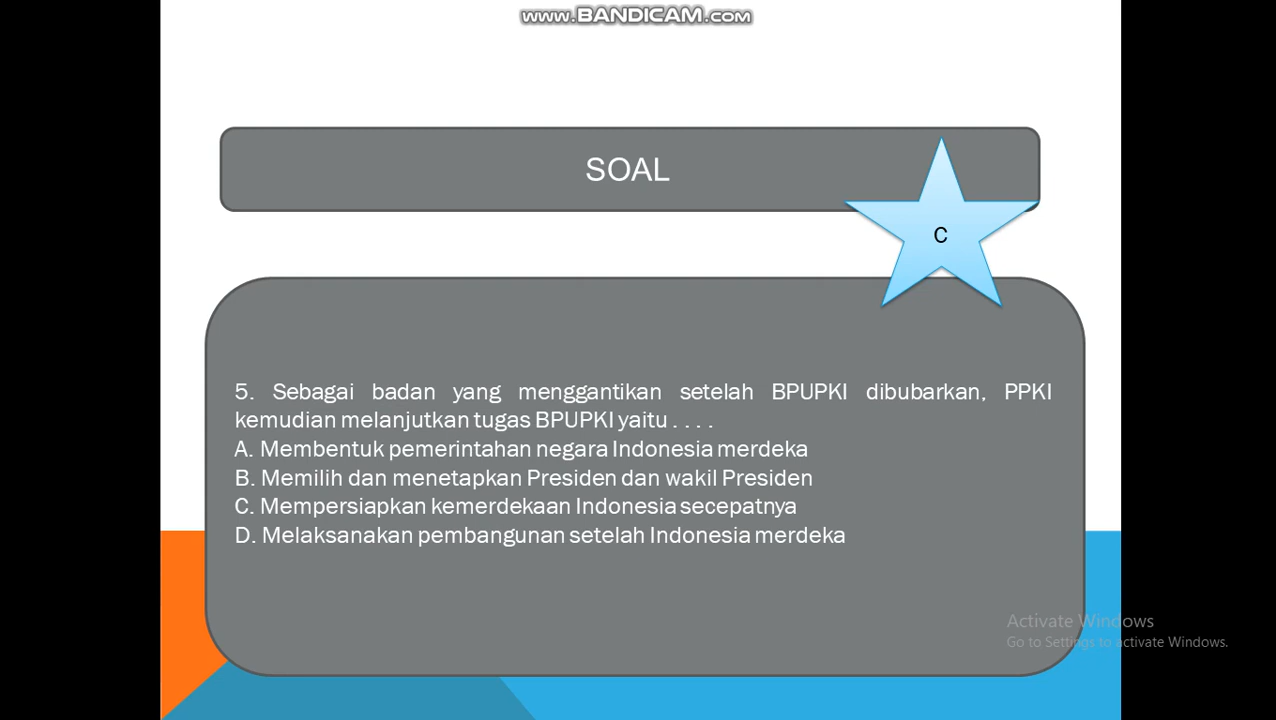 www.BANDICAM.com
SOAL
C
5. Sebagai badan yang menggantikan setelah BPUPKI dibubarkan, PPKI
kemudian melanjutkan tugas BPUPKI yaitu . . . .
A. Membentuk pemerintahan negara Indonesia merdeka
B. Memilih dan menetapkan Presiden dan wakil Presiden
C. Mempersiapkan kemerdekaan Indonesia secepatnya
D. Melaksanakan pembangunan setelah Indonesia merdeka
Activate Windows
Go to Settings to activate Windows.